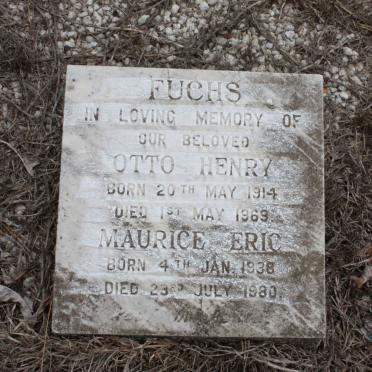 FUCHS
IN LOVING MEMORY OF
OUR BELOVED
OTTO HENRY
BORN 20TH MAY 1914
DIED 1ST MAY 1969
MAURICE ERIC
BORN 4TH JAN. 1938
DIED 23RD JULY 1980